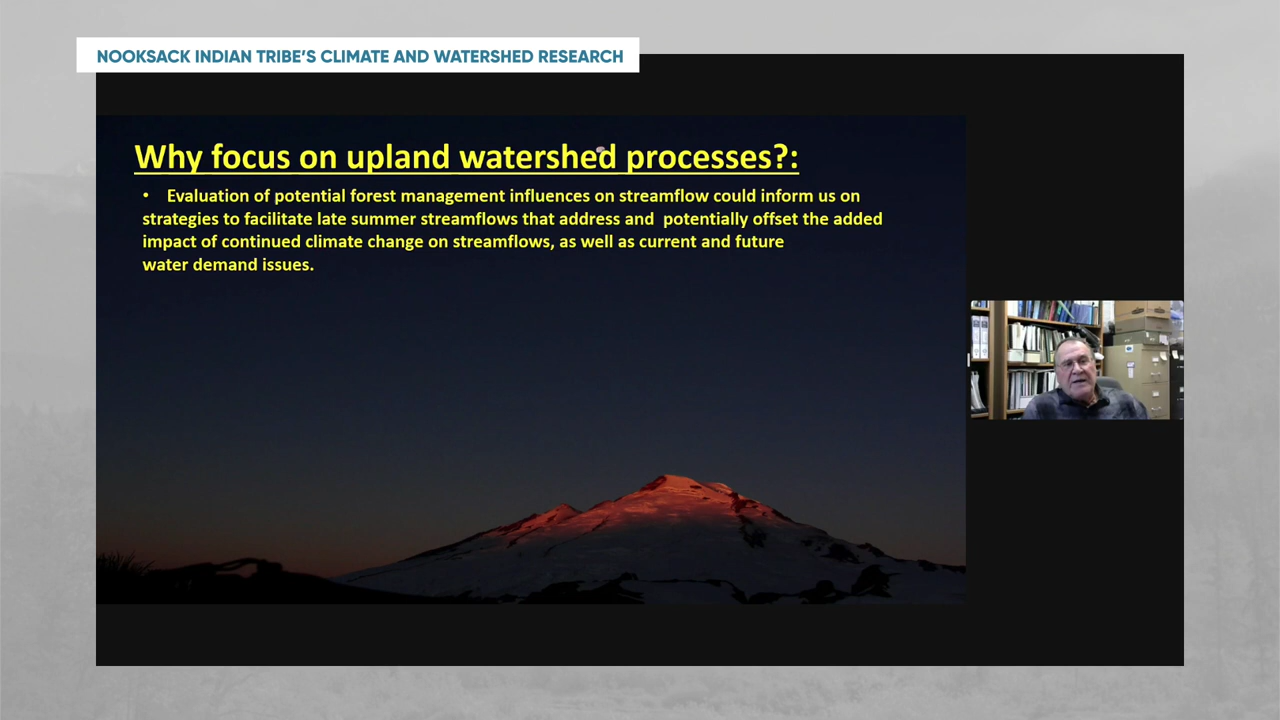 NOOKSACK INDIAN TRIBE'S CLIMATE AND WATERSHED RESEARCH
Why focus on upland watershed processes?:
• Evaluation of potential forest management influences on streamflow could inform us on
strategies to facilitate late summer streamflows that address and potentially offset the added
impact of continued climate change on streamflows, as well as current and future
water demand issues.